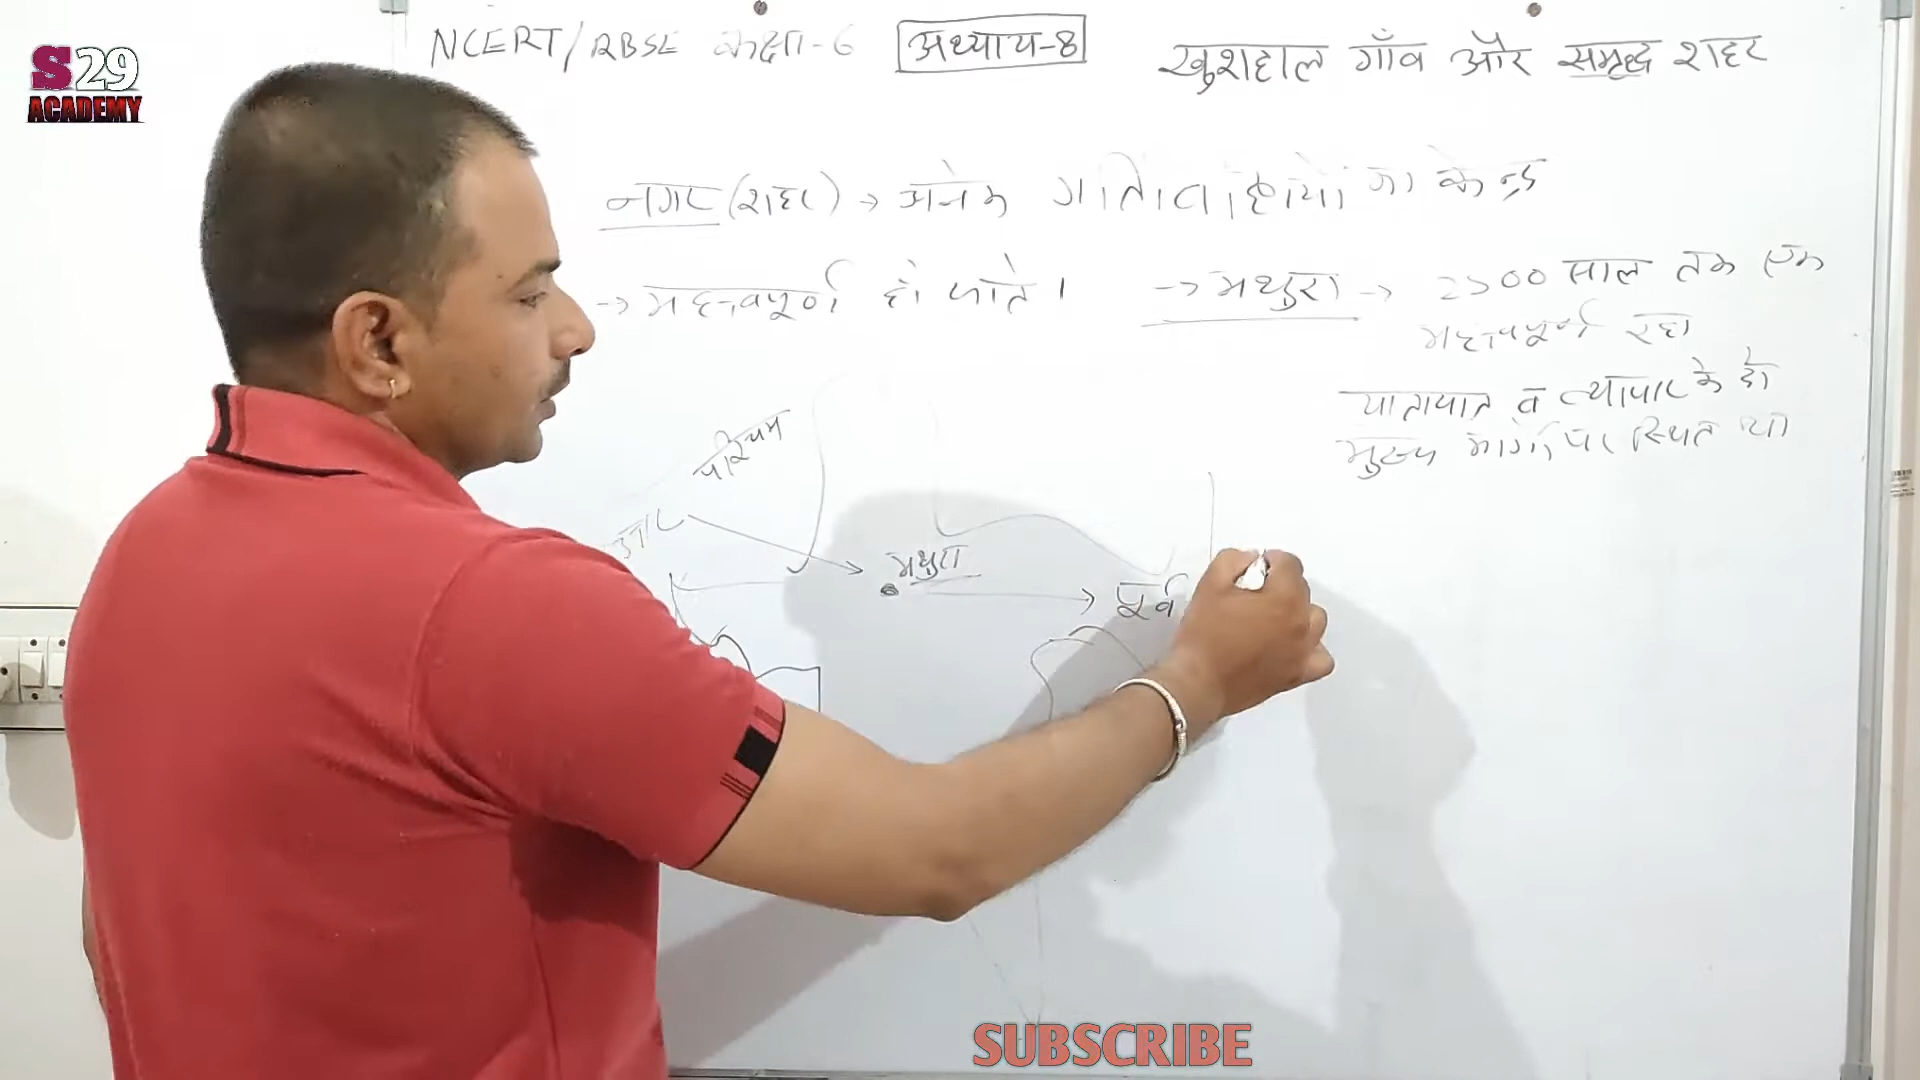 S29
ACADEMY
NCERT/RBSE कक्षा-6 अध्याय-8 खुशहाल गाँव और समृद्ध शहर
नगर (शहर) → अनेक गतिविधियों का केन्द्र
→ महत्त्वपूर्ण हो जाते । → मथुरा → 2500 साल तक एक
महत्त्वपूर्ण रहा
यातायात व व्यापार के दो
मुख्य मार्गों पर स्थित था
पश्चिम
उत्तर
मथुरा
पूर्व
SUBSCRIBE